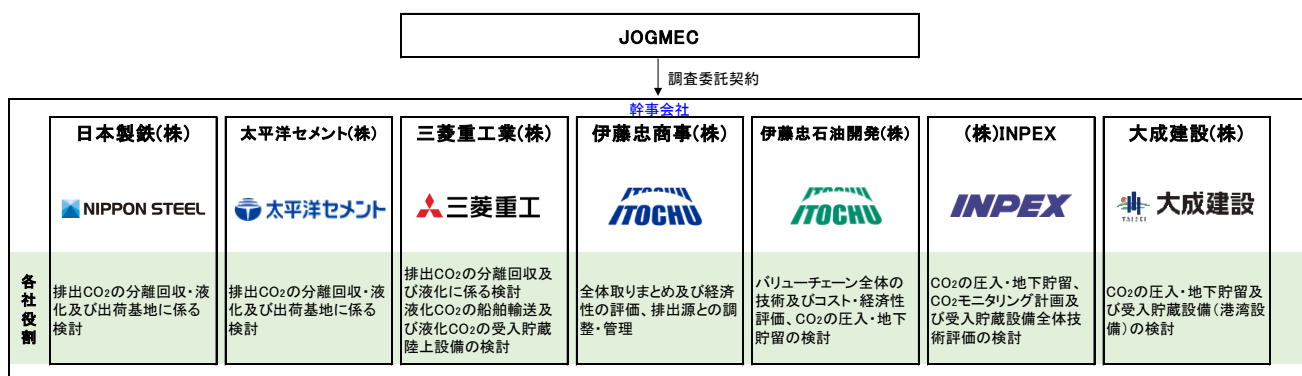 JOGMEC
調査委託契約
幹事会社
日本製鉄(株)
太平洋セメント(株)
三菱重工業(株)
伊藤忠商事(株)
伊藤忠石油開発(株)
(株)INPEX
大成建設(株)
NIPPON STEEL
太平洋セメント
三菱重工
ITOCHU
ITOCHU
ITOCHU
ITOCHU
INPEX
TAISEI
大成建設
各社役割
排出CO₂の分離回収・液
化及び出荷基地に係る
検討
排出CO₂の分離回収・液
化及び出荷基地に係る
検討
排出CO₂の分離回収及
び液化に係る検討
液化CO₂の船舶輸送及
び液化CO₂の受入貯蔵
陸上設備の検討
全体取りまとめ及び経済
性の評価、排出源との調
整・管理
バリューチェーン全体の
技術及びコスト・経済性
評価、CO₂の圧入・地下
貯留の検討
CO₂の圧入・地下貯留、
CO₂モニタリング計画及
び受入貯蔵設備全体技
術評価の検討
CO₂の圧入・地下貯留及
び受入貯蔵設備(港湾設
備)の検討